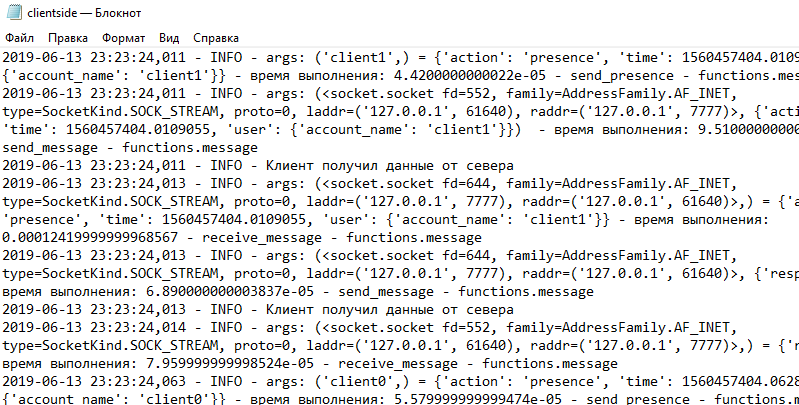 clientside — Блокнот
Файл Правка Формат Вид Справка
2019-06-13 23:23:24,011 - INFO - args: ('client1',) = {'action': 'presence', 'time': 1560457404.0109
{'account_name': 'client1'}} - время выполнения: 4.4200000000022e-05 - send_presence - functions.mes
2019-06-13 23:23:24,011 - INFO - args: (<socket.socket fd=552, family=AddressFamily.AF_INET,
type=SocketKind.SOCK_STREAM, proto=0, laddr=('127.0.0.1', 61640), raddr=('127.0.0.1', 7777)>, {'acti
'time': 1560457404.0109055, 'user': {'account_name': 'client1'}})  - время выполнения: 9.51000000000
send_message - functions.message
2019-06-13 23:23:24,011 - INFO - Клиент получил данные от севера
2019-06-13 23:23:24,013 - INFO - args: (<socket.socket fd=644, family=AddressFamily.AF_INET,
type=SocketKind.SOCK_STREAM, proto=0, laddr=('127.0.0.1', 7777), raddr=('127.0.0.1', 61640)>,) = {'a
'presence', 'time': 1560457404.0109055, 'user': {'account_name': 'client1'}} - время выполнения:
0.00012419999999968567 - receive_message - functions.message
2019-06-13 23:23:24,013 - INFO - args: (<socket.socket fd=644, family=AddressFamily.AF_INET,
type=SocketKind.SOCK_STREAM, proto=0, laddr=('127.0.0.1', 7777), raddr=('127.0.0.1', 61640)>, {'resp
время выполнения: 6.890000000003837e-05 - send_message - functions.message
2019-06-13 23:23:24,013 - INFO - Клиент получил данные от севера
2019-06-13 23:23:24,014 - INFO - args: (<socket.socket fd=552, family=AddressFamily.AF_INET,
type=SocketKind.SOCK_STREAM, proto=0, laddr=('127.0.0.1', 61640), raddr=('127.0.0.1', 7777)>,) = {'r
время выполнения: 7.959999999998524e-05 - receive_message - functions.message
2019-06-13 23:23:24,063 - INFO - args: ('client0',) = {'action': 'presence', 'time': 1560457404.0628
{'account_name': 'client0'}} - время выполнения: 5.579999999999474e-05 - send_presence - functions.m